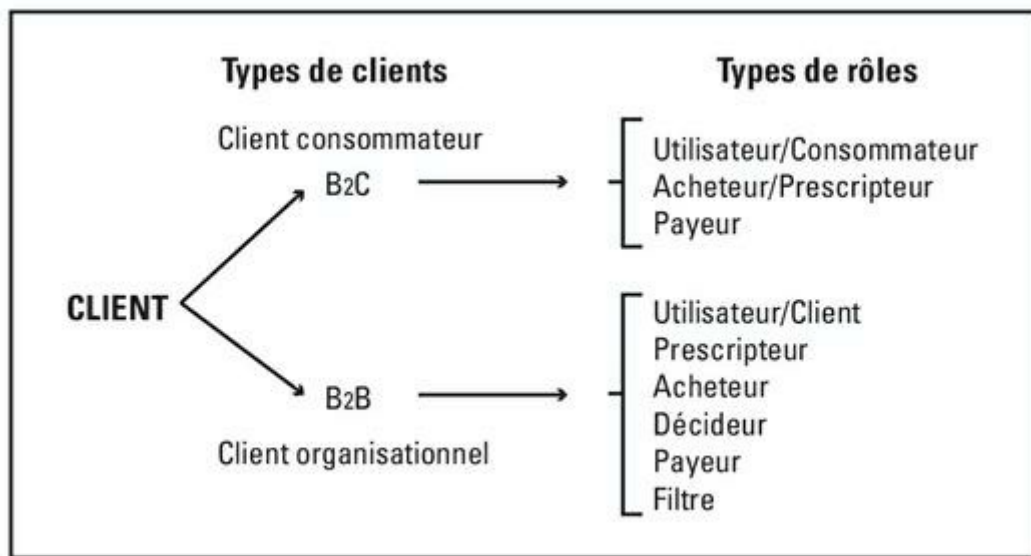 Types de clients
Types de rôles
Client consommateur
B2C
Utilisateur/Consommateur
Acheteur/Prescripteur
Payeur
CLIENT
B2B
Client organisationnel
Utilisateur/Client
Prescripteur
Acheteur
Décideur
Payeur
Filtre